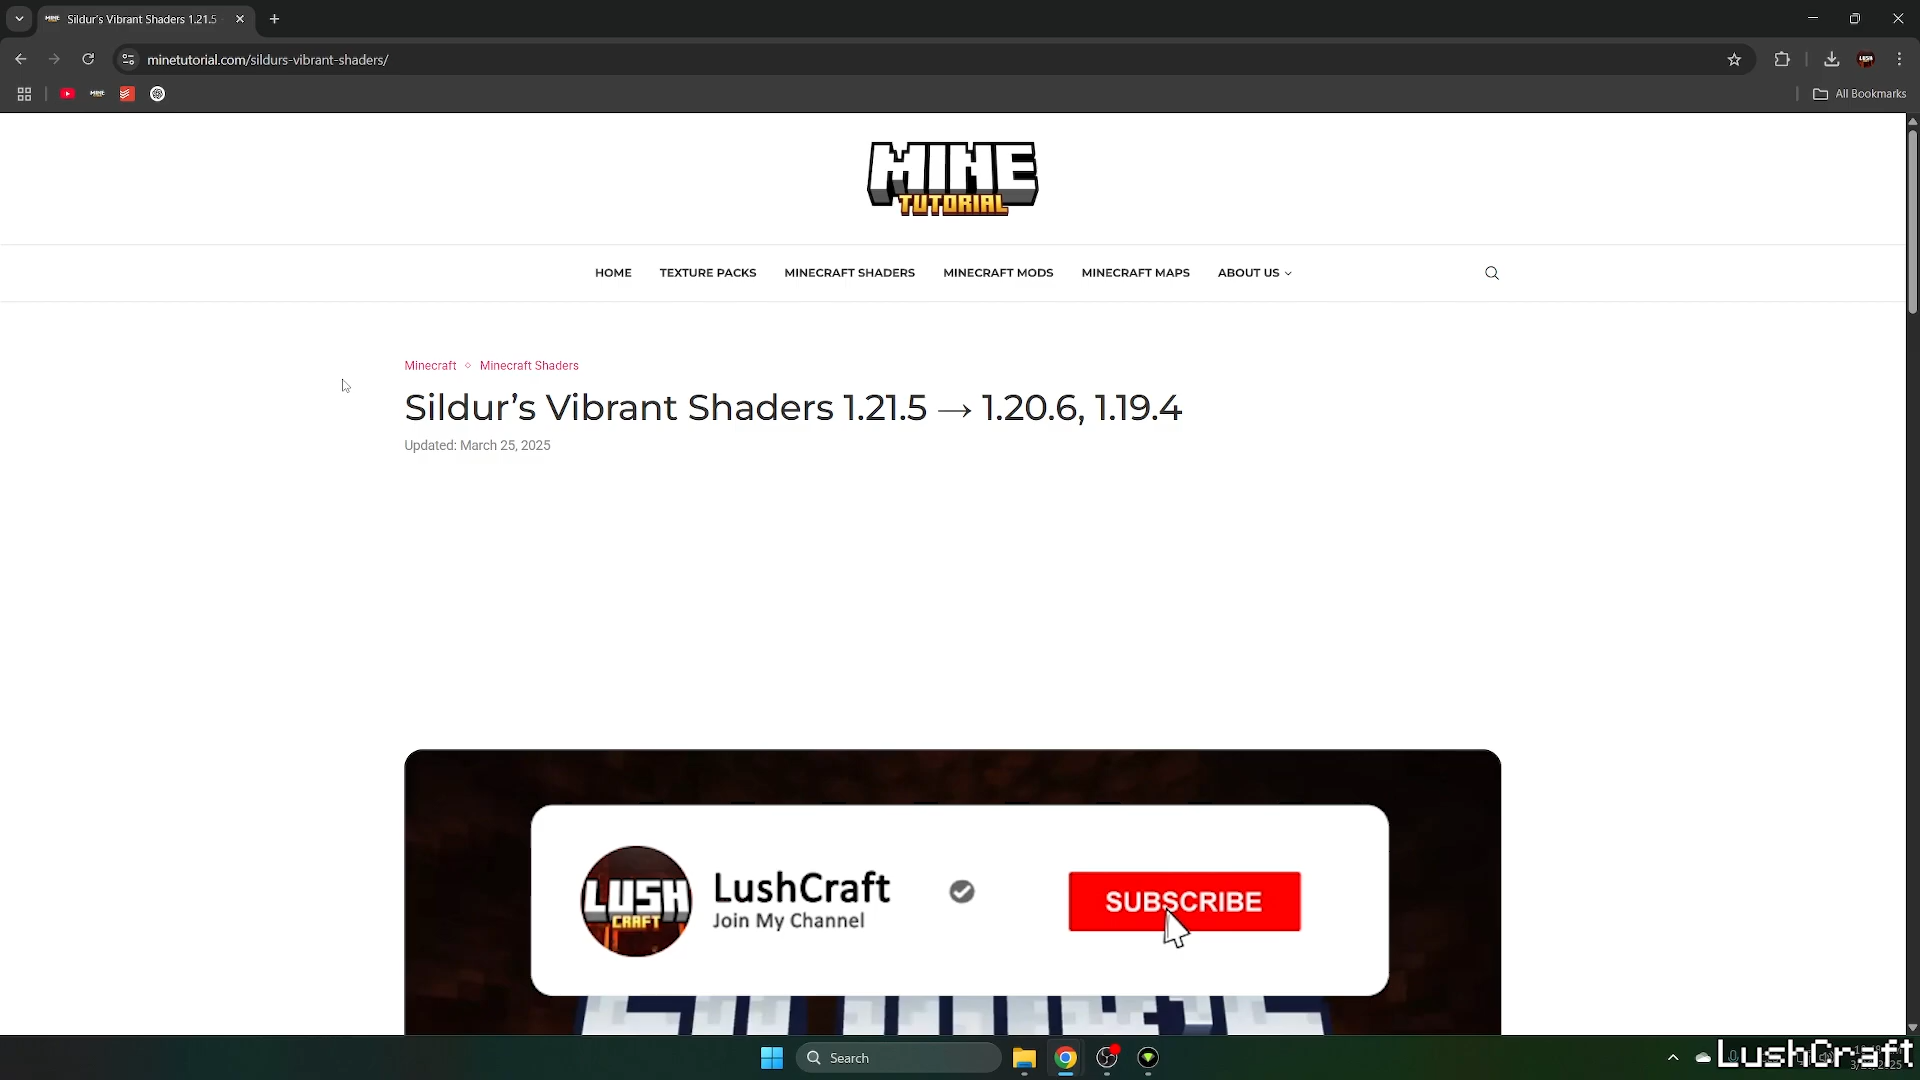 Sildur's Vibrant Shaders 1.21.5
minetutorial.com/sildurs-vibrant-shaders/
All Bookmarks
MINE
TUTORIAL
HOME
TEXTURE PACKS
MINECRAFT SHADERS
MINECRAFT MODS
MINECRAFT MAPS
ABOUT US
Minecraft
Minecraft Shaders
Sildur’s Vibrant Shaders 1.21.5 → 1.20.6, 1.19.4
Updated: March 25, 2025
LUSH
CRAFT
LushCraft
Join My Channel
SUBSCRIBE
Search
LushCraft